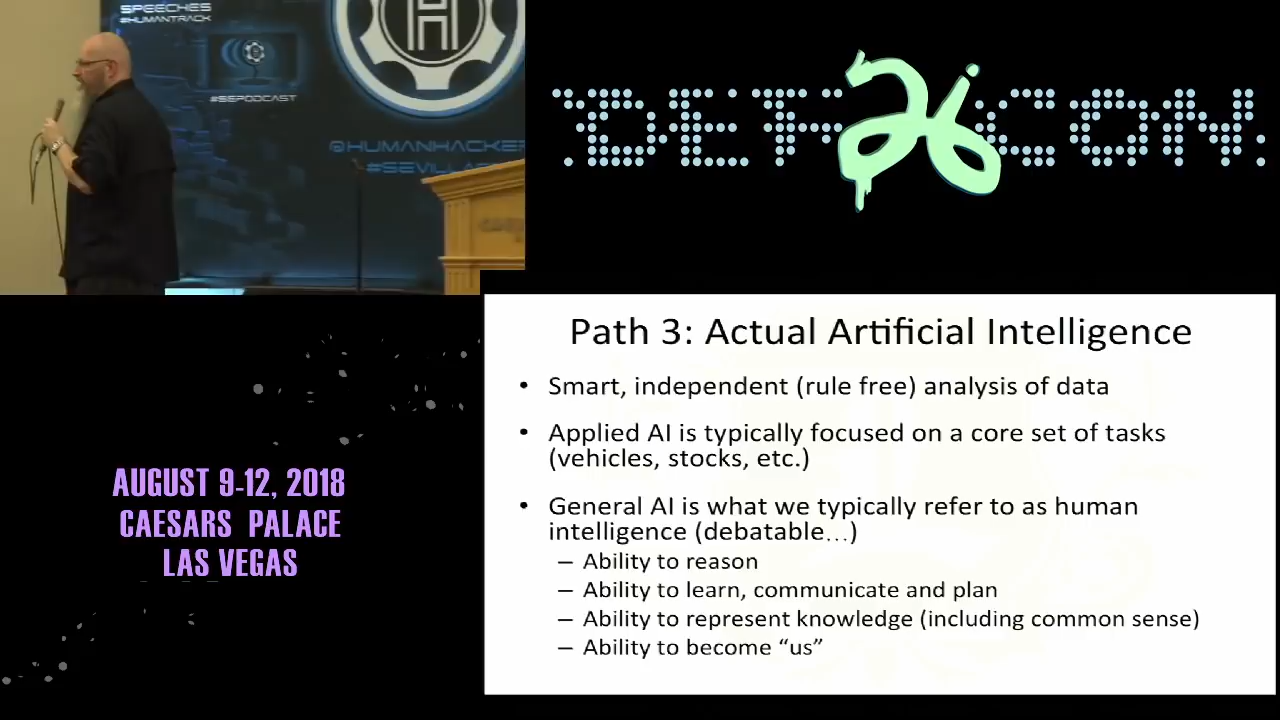 SPEECHES
#HUMANTRACK
#SEPODCAST
@HUMANHACKER
DEF CON
26
AUGUST 9-12, 2018
CAESARS PALACE
LAS VEGAS
Path 3: Actual Artificial Intelligence
• Smart, independent (rule free) analysis of data
• Applied AI is typically focused on a core set of tasks
(vehicles, stocks, etc.)
• General AI is what we typically refer to as human
intelligence (debatable…)
– Ability to reason
– Ability to learn, communicate and plan
– Ability to represent knowledge (including common sense)
– Ability to become “us”